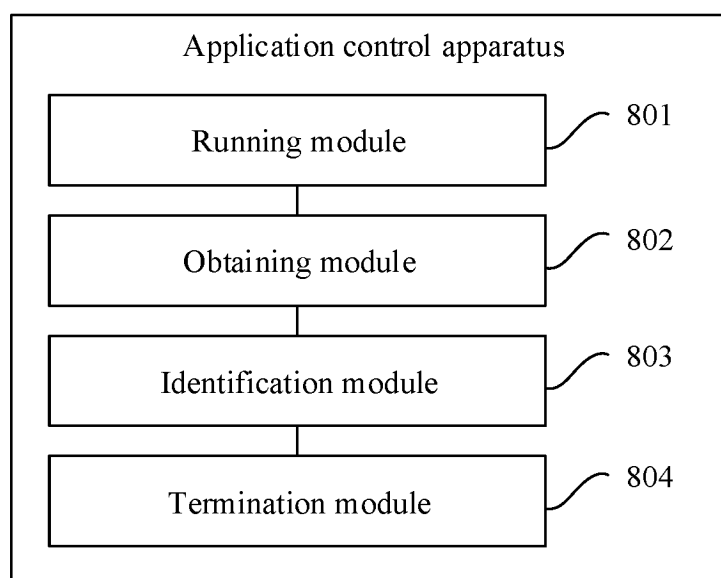 Application control apparatus
Running module
801
Obtaining module
802
Identification module
803
Termination module
804